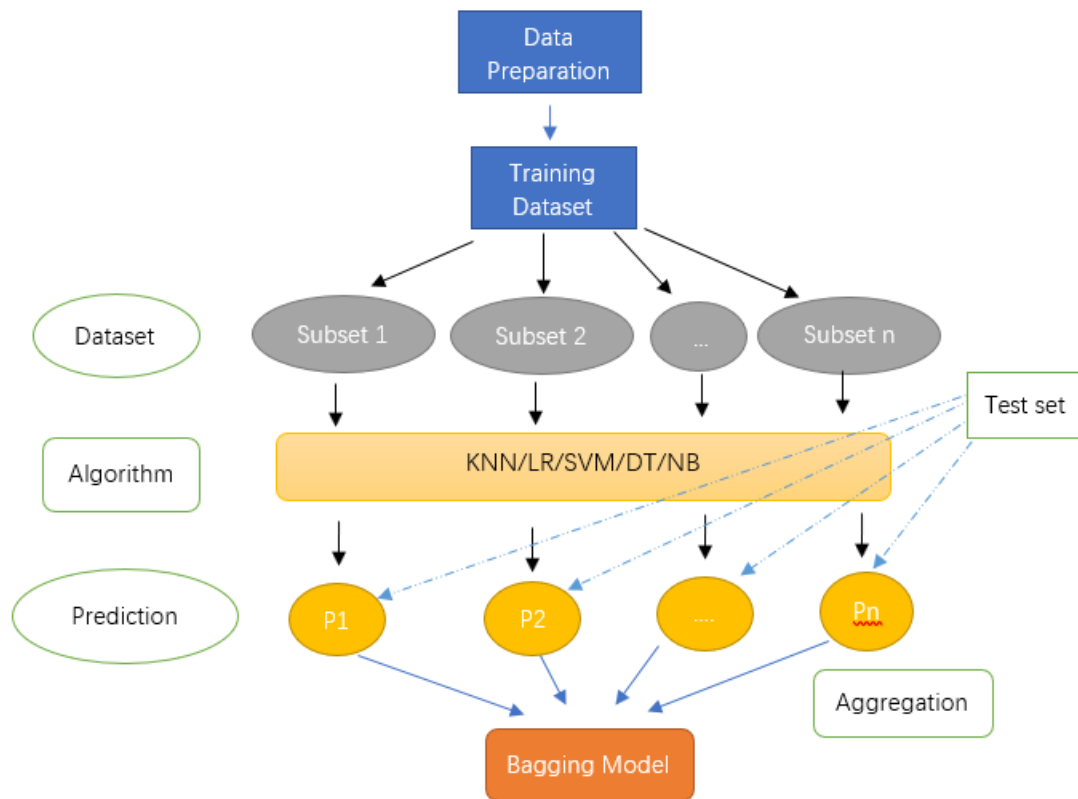 Data
Preparation
Training
Dataset
Dataset
Subset 1
Subset 2
...
Subset n
Test set
Algorithm
KNN/LR/SVM/DT/NB
Prediction
P1
P2
....
Pn
Aggregation
Bagging Model